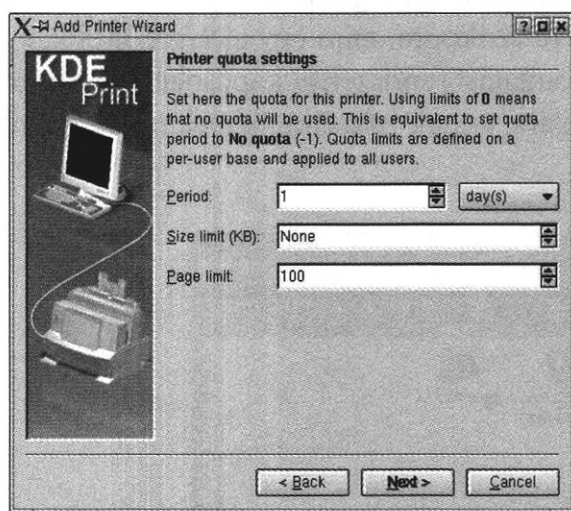 Add Printer Wizard
KDE
Print
Printer quota settings
Set here the quota for this printer. Using limits of 0 means
that no quota will be used. This is equivalent to set quota
period to No quota (-1). Quota limits are defined on a
per-user base and applied to all users.
Period: 1 day(s)
Size limit (KB): None
Page limit: 100
< Back Next > Cancel